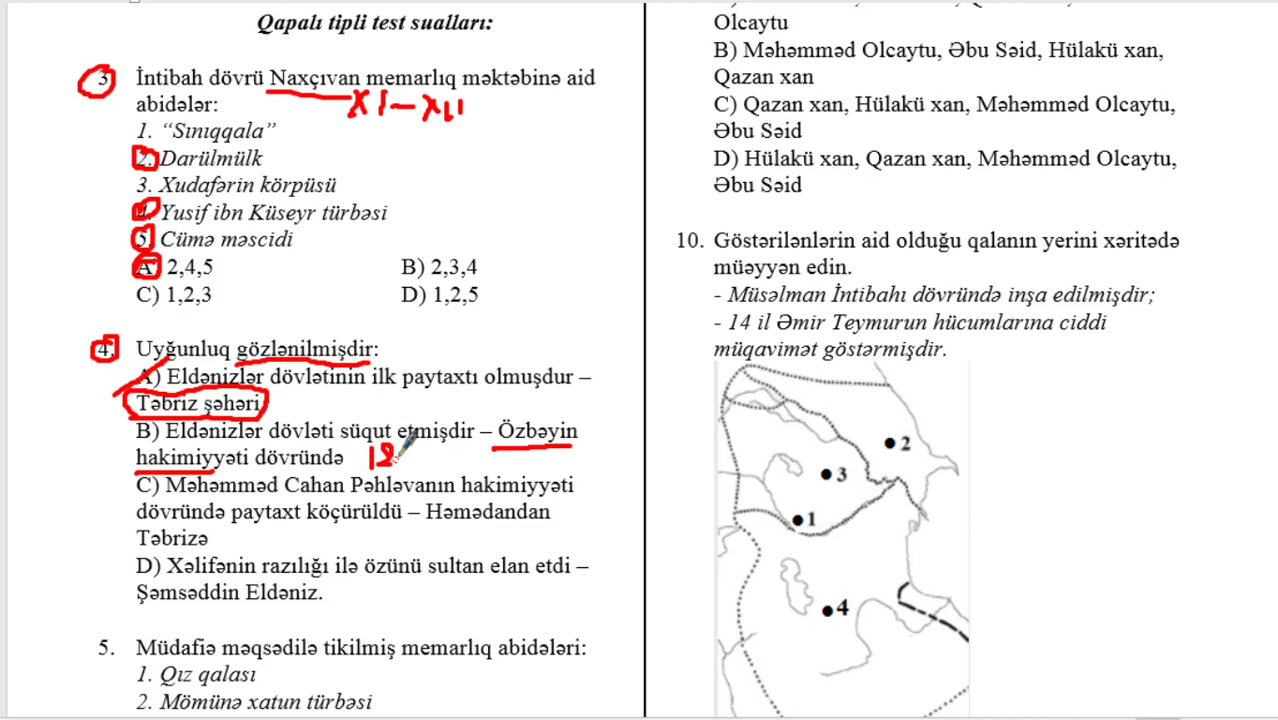 Qapalı tipli test sualları:
3. İntibah dövrü Naxçıvan memarlıq məktəbinə aid
abidələr:
XI – XII
1. “Sınıqqala”
2. Darülmülk
3. Xudafərin körpüsü
4. Yusif ibn Küseyr türbəsi
5. Cümə məscidi
A) 2,4,5 B) 2,3,4
C) 1,2,3 D) 1,2,5
4. Uyğunluq gözlənilmişdir:
A) Eldənizlər dövlətinin ilk paytaxtı olmuşdur –
Təbriz şəhəri
B) Eldənizlər dövləti süqut etmişdir – Özbəyin
hakimiyyəti dövründə
C) Məhəmməd Cahan Pəhləvanın hakimiyyəti
dövründə paytaxt köçürüldü – Həmədandan
Təbrizə
D) Xəlifənin razılığı ilə özünü sultan elan etdi –
Şəmsəddin Eldəniz.
5. Müdafiə məqsədilə tikilmiş memarlıq abidələri:
1. Qız qalası
2. Mömünə xatun türbəsi
Olcaytu
B) Məhəmməd Olcaytu, Əbu Səid, Hülakü xan,
Qazan xan
C) Qazan xan, Hülakü xan, Məhəmməd Olcaytu,
Əbu Səid
D) Hülakü xan, Qazan xan, Məhəmməd Olcaytu,
Əbu Səid
10. Göstərilənlərin aid olduğu qalanın yerini xəritədə
müəyyən edin.
- Müsəlman İntibahı dövründə inşa edilmişdir;
- 14 il Əmir Teymurun hücumlarına ciddi
müqavimət göstərmişdir.
2
3
1
4